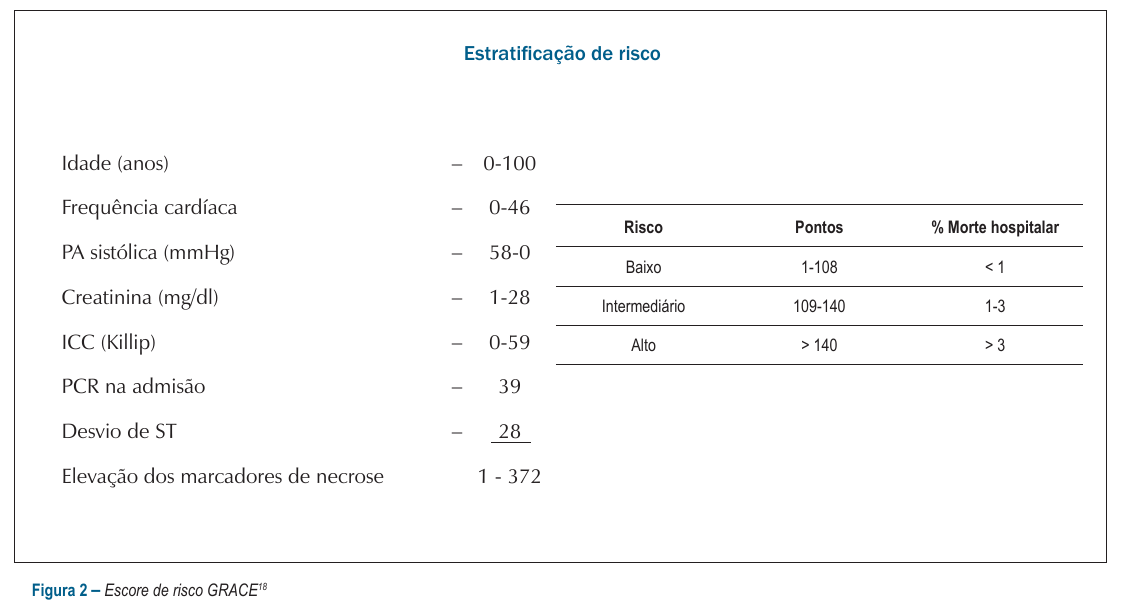 Estratificação de risco
Idade (anos) – 0-100
Frequência cardíaca – 0-46
PA sistólica (mmHg) – 58-0
Creatinina (mg/dl) – 1-28
ICC (Killip) – 0-59
PCR na admisão – 39
Desvio de ST – 28
Elevação dos marcadores de necrose 1 - 372
Risco Pontos % Morte hospitalar
Baixo 1-108 < 1
Intermediário 109-140 1-3
Alto > 140 > 3
Figura 2 – Escore de risco GRACE18